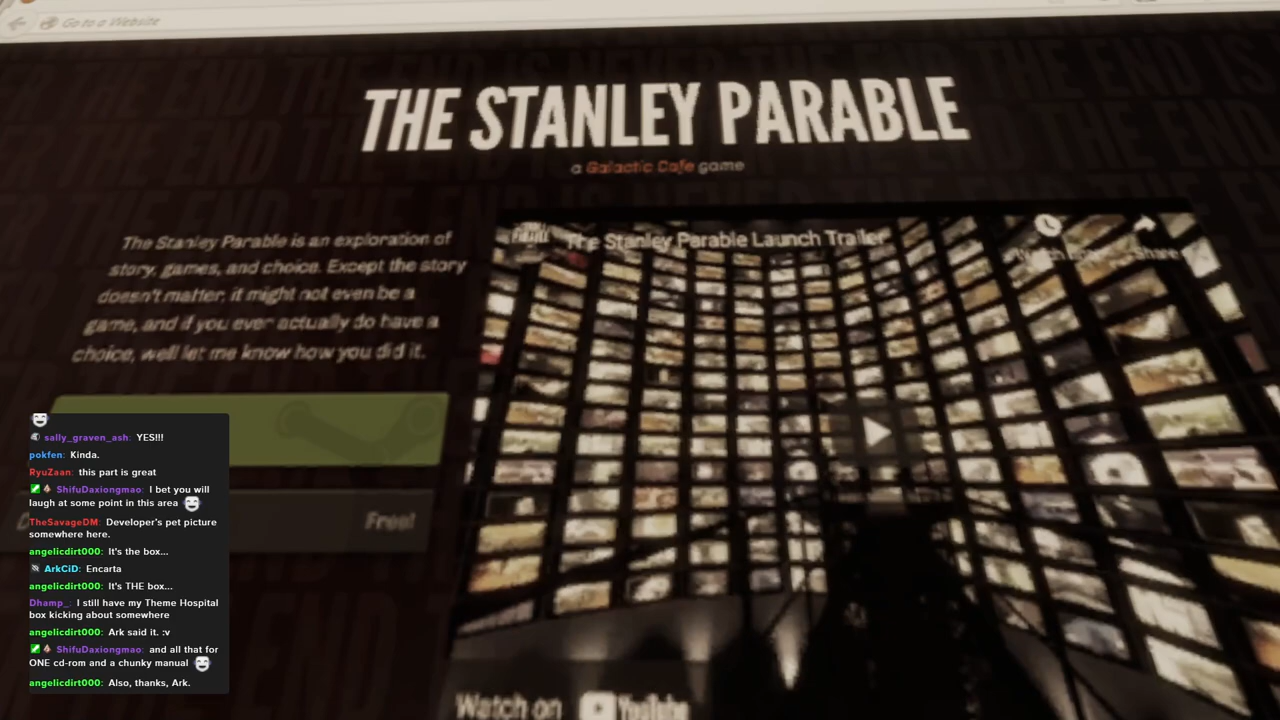 Go to a Website
THE STANLEY PARABLE
a Galactic Cafe game
The Stanley Parable is an exploration of
story, games, and choice. Except the story
doesn't matter, it might not even be a
game, and if you ever actually do have a
choice, well let me know how you did it.
The Stanley Parable Launch Trailer
Share
Free!
Watch on YouTube
sally_graven_ash: YES!!!
pokfen: Kinda.
RyuZaan: this part is great
ShifuDaxiongmao: I bet you will
laugh at some point in this area
TheSavageDM: Developer's pet picture
somewhere here.
angelicdirt000: It's the box...
ArkCiD: Encarta
angelicdirt000: It's THE box...
Dhamp_: I still have my Theme Hospital
box kicking about somewhere
angelicdirt000: Ark said it. :v
ShifuDaxiongmao: and all that for
ONE cd-rom and a chunky manual
angelicdirt000: Also, thanks, Ark.